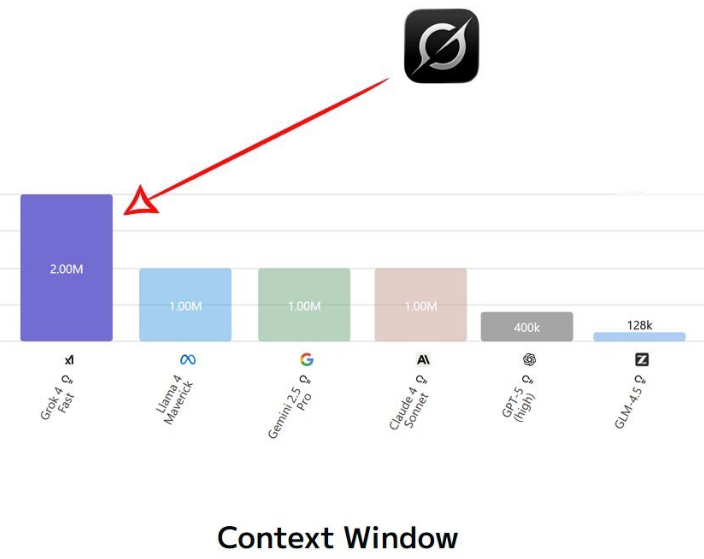 2.00M
1.00M
1.00M
1.00M
400k
128k
Grok 4
Fast
Llama 4
Maverick
Gemini 2.5
Pro
Claude 4
Sonnet
GPT-5
(high)
GLM-4.5
Context Window